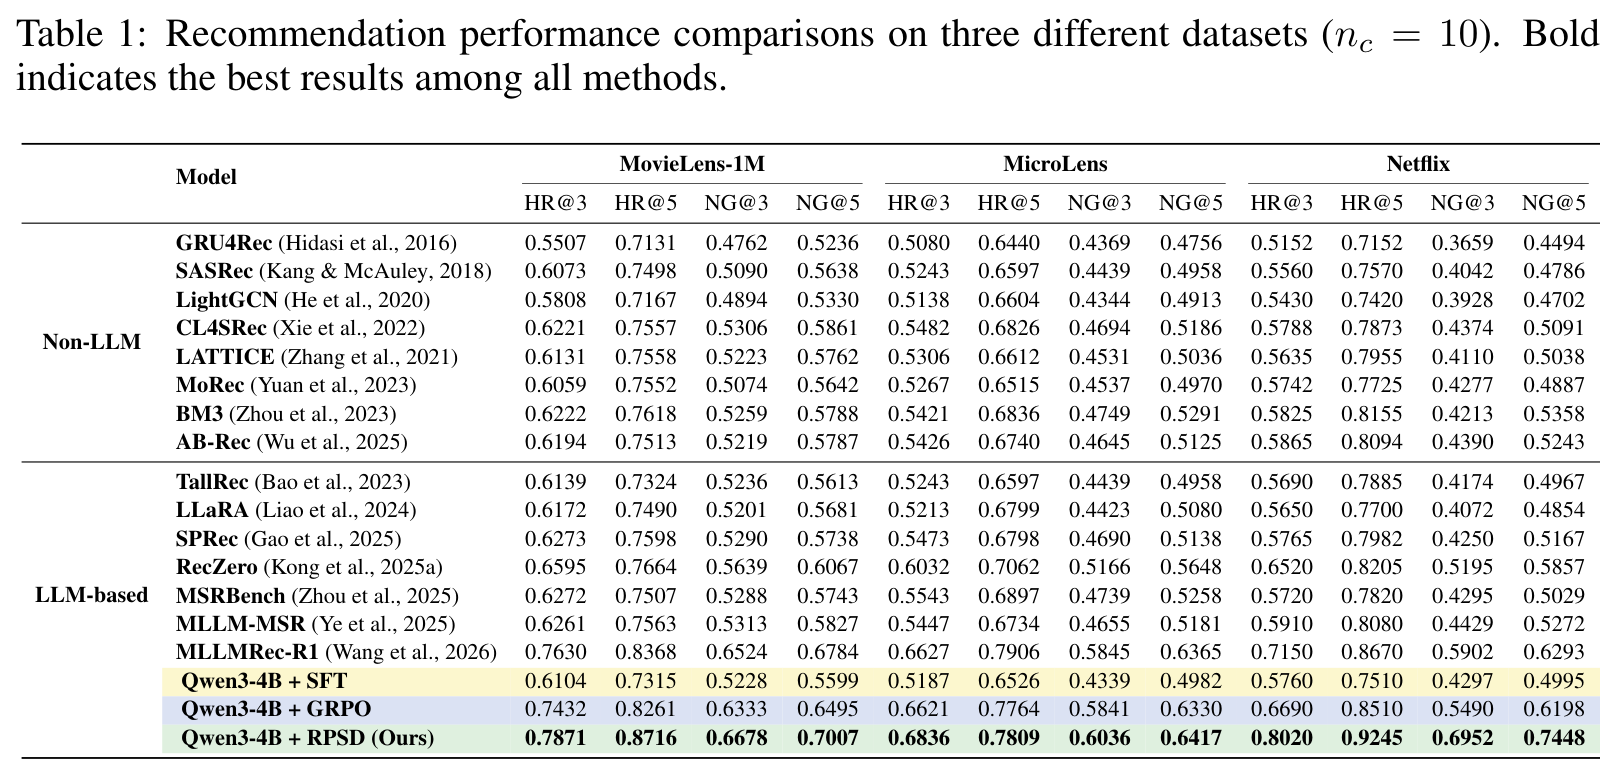 Table 1: Recommendation performance comparisons on three different datasets (n_c = 10). Bold
indicates the best results among all methods.
Model MovieLens-1M MicroLens Netflix
HR@3 HR@5 NG@3 NG@5 HR@3 HR@5 NG@3 NG@5 HR@3 HR@5 NG@3 NG@5
Non-LLM
GRU4Rec (Hidasi et al., 2016) 0.5507 0.7131 0.4762 0.5236 0.5080 0.6440 0.4369 0.4756 0.5152 0.7152 0.3659 0.4494
SASRec (Kang & McAuley, 2018) 0.6073 0.7498 0.5090 0.5638 0.5243 0.6597 0.4439 0.4958 0.5560 0.7570 0.4042 0.4786
LightGCN (He et al., 2020) 0.5808 0.7167 0.4894 0.5330 0.5138 0.6604 0.4344 0.4913 0.5430 0.7420 0.3928 0.4702
CL4SRec (Xie et al., 2022) 0.6221 0.7557 0.5306 0.5861 0.5482 0.6826 0.4694 0.5186 0.5788 0.7873 0.4374 0.5091
LATTICE (Zhang et al., 2021) 0.6131 0.7558 0.5223 0.5762 0.5306 0.6612 0.4531 0.5036 0.5635 0.7955 0.4110 0.5038
MoRec (Yuan et al., 2023) 0.6059 0.7552 0.5074 0.5642 0.5267 0.6515 0.4537 0.4970 0.5742 0.7725 0.4277 0.4887
BM3 (Zhou et al., 2023) 0.6222 0.7618 0.5259 0.5788 0.5421 0.6836 0.4749 0.5291 0.5825 0.8155 0.4213 0.5358
AB-Rec (Wu et al., 2025) 0.6194 0.7513 0.5219 0.5787 0.5426 0.6740 0.4645 0.5125 0.5865 0.8094 0.4390 0.5243
LLM-based
TallRec (Bao et al., 2023) 0.6139 0.7324 0.5236 0.5613 0.5243 0.6597 0.4439 0.4958 0.5690 0.7885 0.4174 0.4967
LLaRA (Liao et al., 2024) 0.6172 0.7490 0.5201 0.5681 0.5213 0.6799 0.4423 0.5080 0.5650 0.7700 0.4072 0.4854
SPRec (Gao et al., 2025) 0.6273 0.7598 0.5290 0.5738 0.5473 0.6798 0.4690 0.5138 0.5765 0.7982 0.4250 0.5167
RecZero (Kong et al., 2025a) 0.6595 0.7664 0.5639 0.6067 0.6032 0.7062 0.5166 0.5648 0.6520 0.8205 0.5195 0.5857
MSRBench (Zhou et al., 2025) 0.6272 0.7507 0.5288 0.5743 0.5543 0.6897 0.4739 0.5258 0.5720 0.7820 0.4295 0.5029
MLLM-MSR (Ye et al., 2025) 0.6261 0.7563 0.5313 0.5827 0.5447 0.6734 0.4655 0.5181 0.5910 0.8080 0.4429 0.5272
MLLMRec-R1 (Wang et al., 2026) 0.7630 0.8368 0.6524 0.6784 0.6627 0.7906 0.5845 0.6365 0.7150 0.8670 0.5902 0.6293
Qwen3-4B + SFT 0.6104 0.7315 0.5228 0.5599 0.5187 0.6526 0.4339 0.4982 0.5760 0.7510 0.4297 0.4995
Qwen3-4B + GRPO 0.7432 0.8261 0.6333 0.6495 0.6621 0.7764 0.5841 0.6330 0.6690 0.8510 0.5490 0.6198
Qwen3-4B + RPSD (Ours) 0.7871 0.8716 0.6678 0.7007 0.6836 0.7809 0.6036 0.6417 0.8020 0.9245 0.6952 0.7448